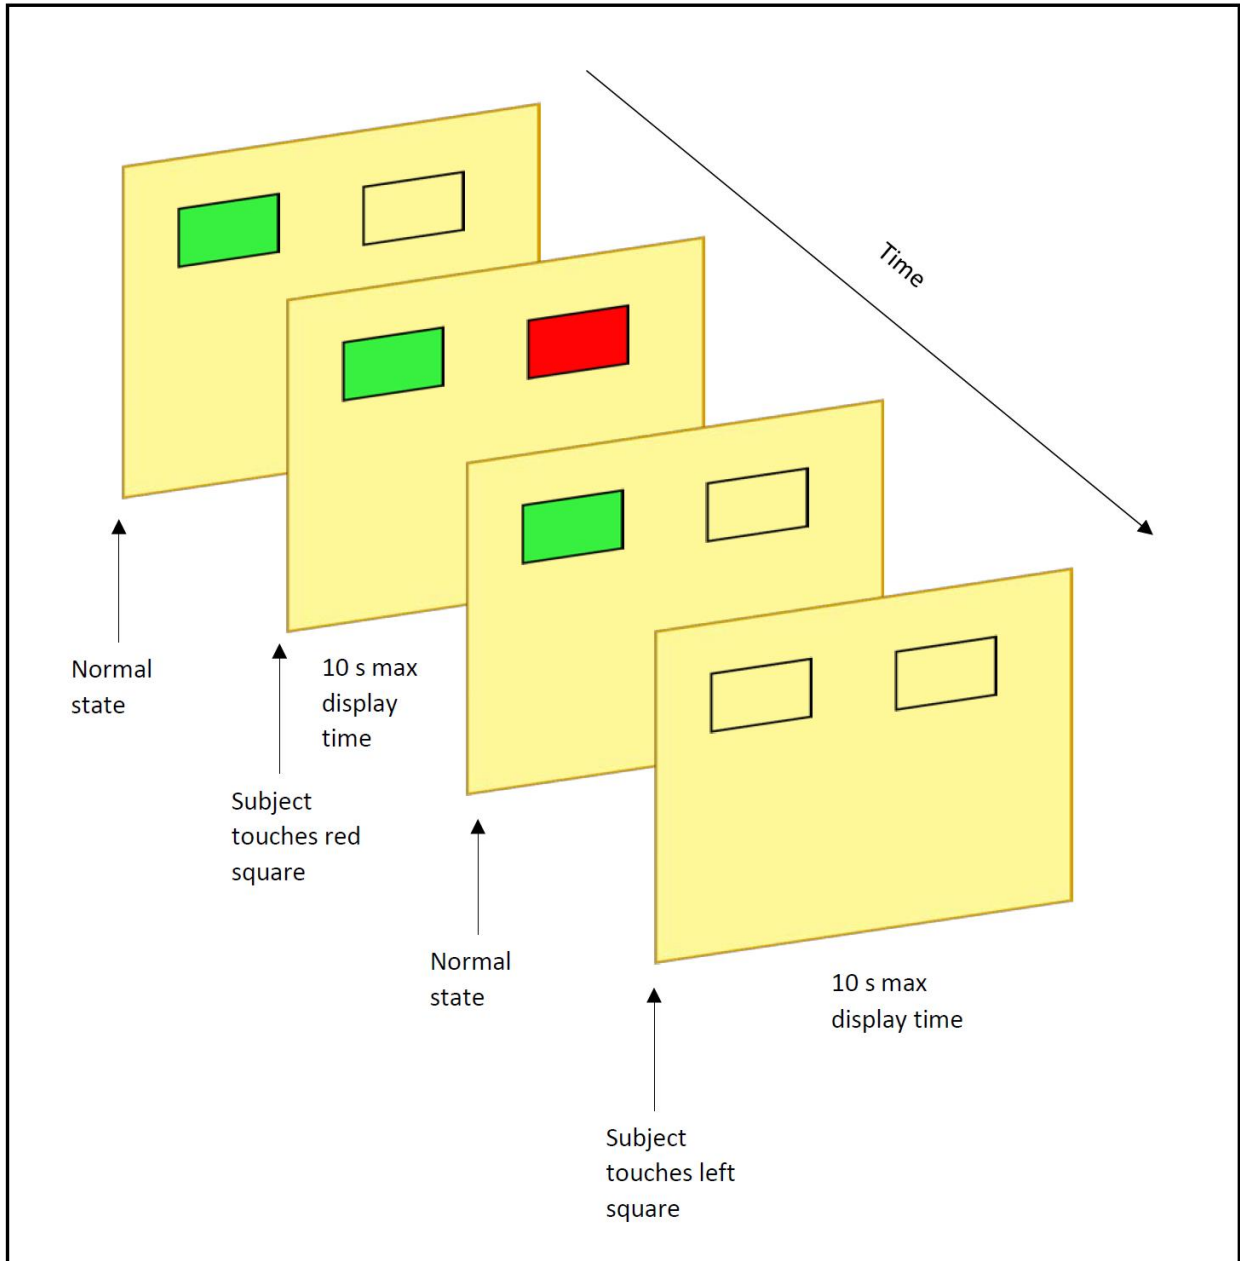 Time
Normal
state
10 s max
display
time
Subject
touches red
square
Normal
state
10 s max
display time
Subject
touches left
square